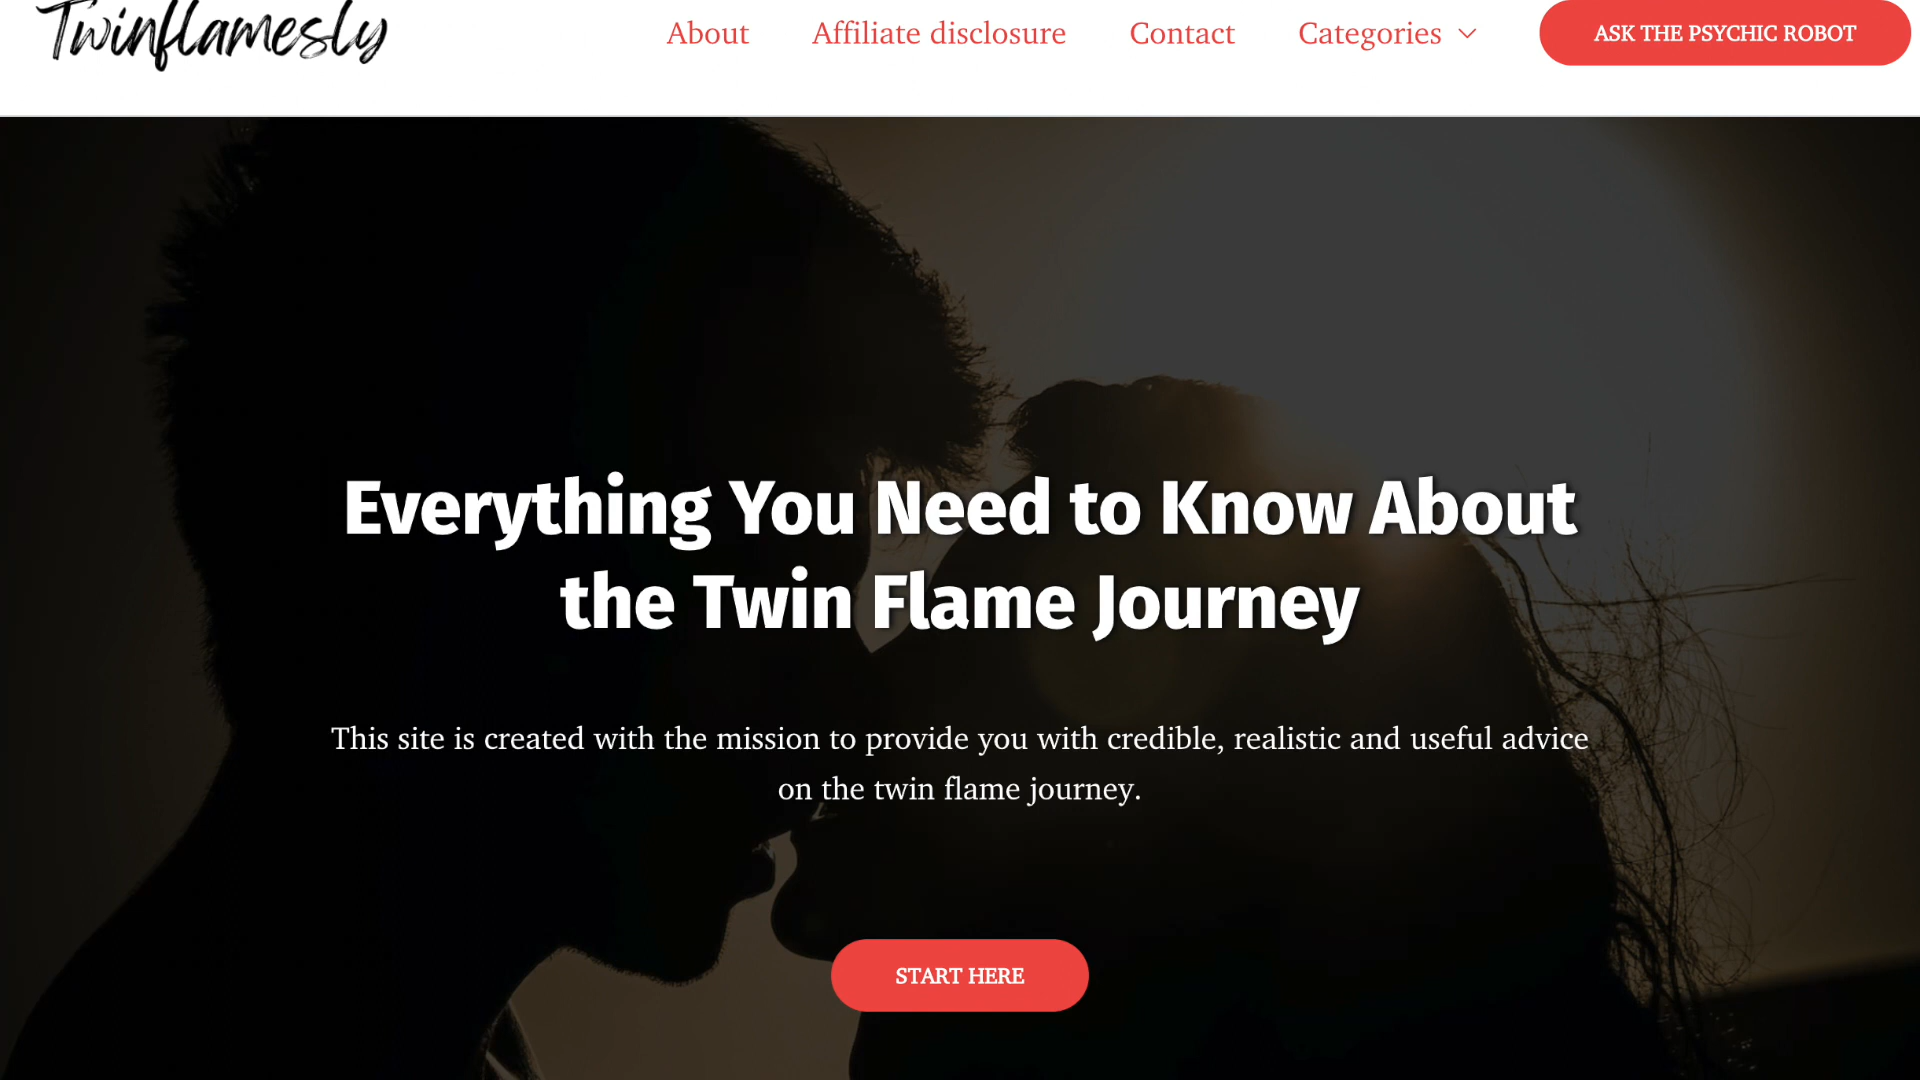 Twinflamesly
About
Affiliate disclosure
Contact
Categories
ASK THE PSYCHIC ROBOT
Everything You Need to Know About
the Twin Flame Journey
This site is created with the mission to provide you with credible, realistic and useful advice
on the twin flame journey.
START HERE